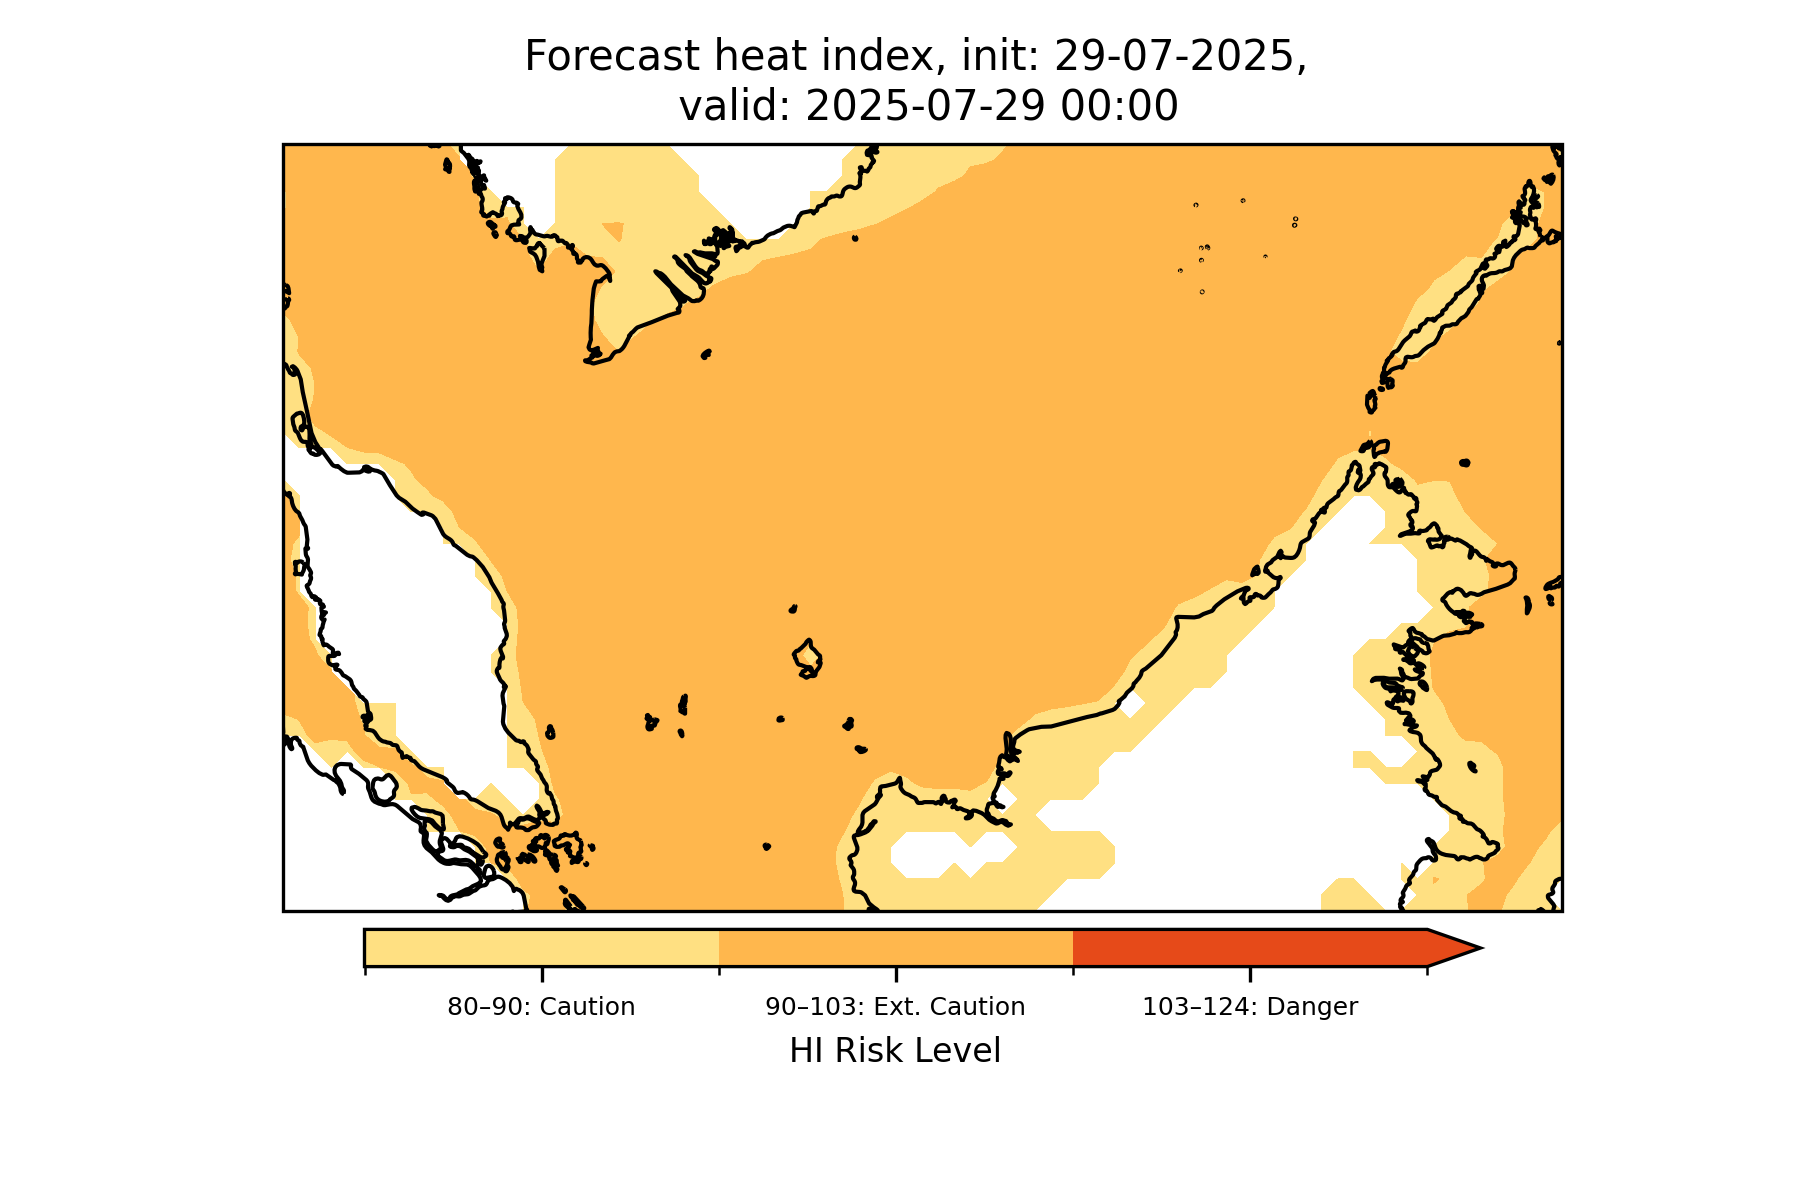 Forecast heat index, init: 29-07-2025,
valid: 2025-07-29 00:00
80–90: Caution
90–103: Ext. Caution
103–124: Danger
HI Risk Level